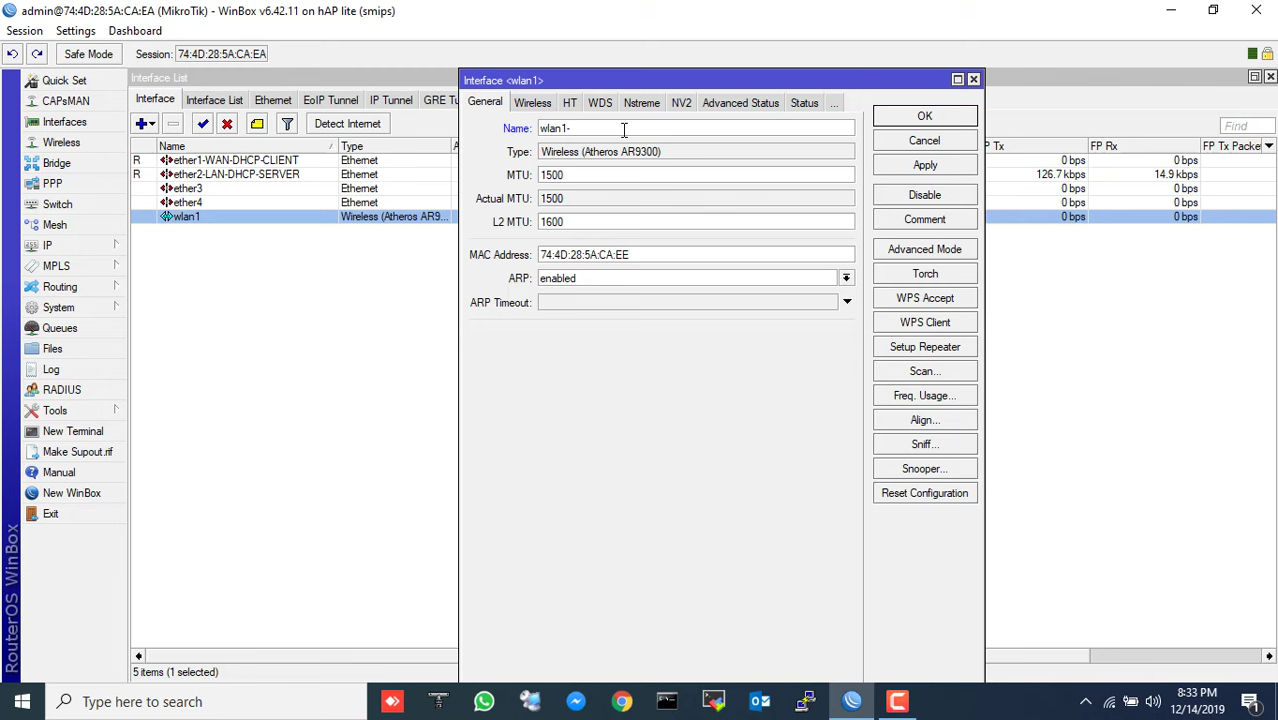 admin@74:4D:28:5A:CA:EA (MikroTik) - WinBox v6.42.11 on hAP lite (smips)
Session Settings Dashboard
Safe Mode Session: 74:4D:28:5A:CA:EA
Quick Set
CAPsMAN
Interfaces
Wireless
Bridge
PPP
Switch
Mesh
IP
MPLS
Routing
System
Queues
Files
Log
RADIUS
Tools
New Terminal
Make Supout.rif
Manual
New WinBox
Exit
RouterOS WinBox
Interface List
Interface Interface List Ethernet EoIP Tunnel IP Tunnel GRE Tu
Detect Internet Find
Name Type A
R ether1-WAN-DHCP-CLIENT Ethernet
R ether2-LAN-DHCP-SERVER Ethernet
ether3 Ethernet
ether4 Ethernet
wlan1 Wireless (Atheros AR9...
P Tx FP Rx FP Tx Packet
0 bps 0 bps
126.7 kbps 14.9 kbps
0 bps 0 bps
0 bps 0 bps
0 bps 0 bps
5 items (1 selected)
Interface <wlan1>
General Wireless HT WDS Nstreme NV2 Advanced Status Status ...
Name: wlan1-
Type: Wireless (Atheros AR9300)
MTU: 1500
Actual MTU: 1500
L2 MTU: 1600
MAC Address: 74:4D:28:5A:CA:EE
ARP: enabled
ARP Timeout:
OK
Cancel
Apply
Disable
Comment
Advanced Mode
Torch
WPS Accept
WPS Client
Setup Repeater
Scan...
Freq. Usage...
Align...
Sniff...
Snooper...
Reset Configuration
Type here to search
8:33 PM
12/14/2019
1